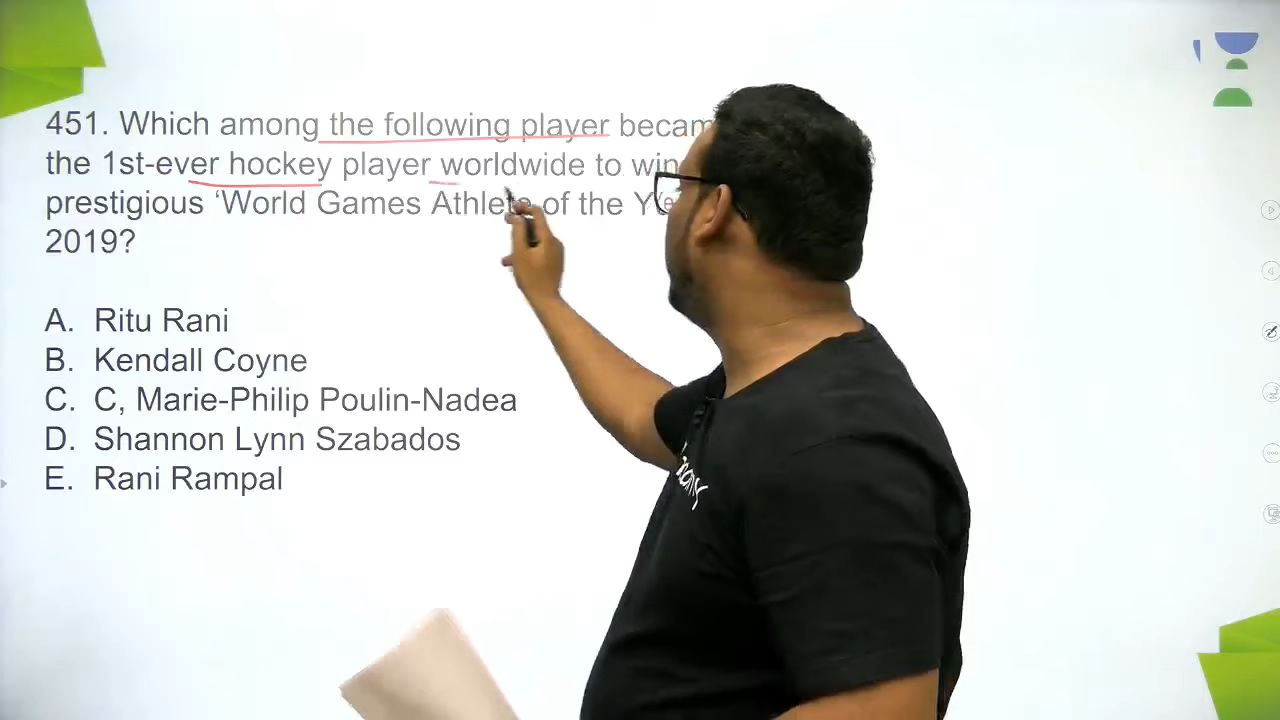 451. Which among the following player becam
the 1st-ever hockey player worldwide to win
prestigious ‘World Games Athlete of the Ye
2019?
A. Ritu Rani
B. Kendall Coyne
C. C, Marie-Philip Poulin-Nadea
D. Shannon Lynn Szabados
E. Rani Rampal